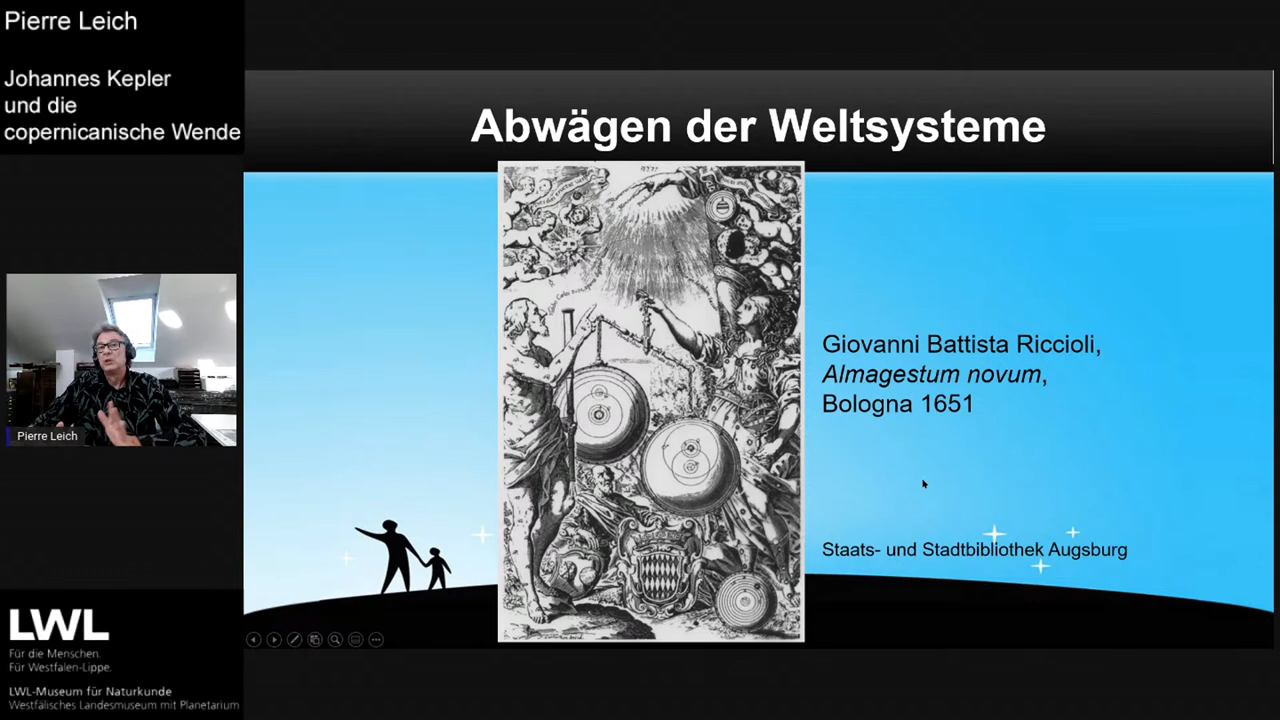 Pierre Leich
Johannes Kepler
und die
copernicanische Wende
Abwägen der Weltsysteme
Giovanni Battista Riccioli,
Almagestum novum,
Bologna 1651
Staats- und Stadtbibliothek Augsburg
Pierre Leich
LWL
Für die Menschen.
Für Westfalen-Lippe.
LWL-Museum für Naturkunde
Westfälisches Landesmuseum mit Planetarium